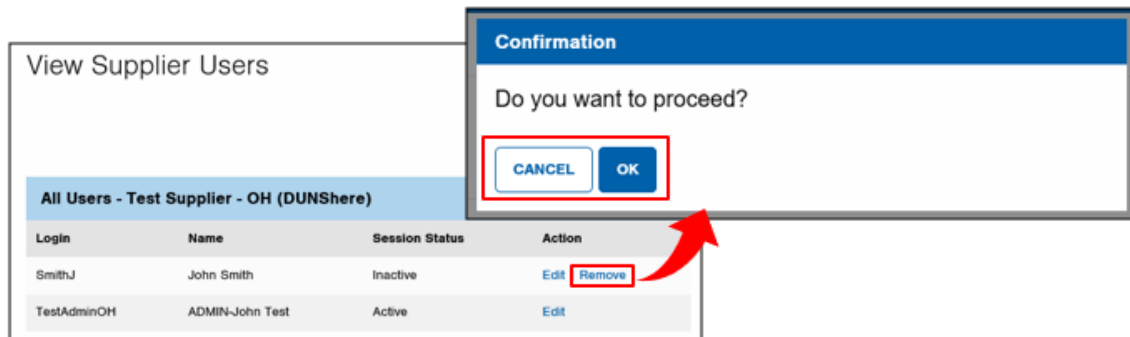 View Supplier Users
All Users - Test Supplier - OH (DUNShere)
Login Name Session Status Action
SmithJ John Smith Inactive Edit Remove
TestAdminOH ADMIN-John Test Active Edit
Confirmation
Do you want to proceed?
CANCEL OK